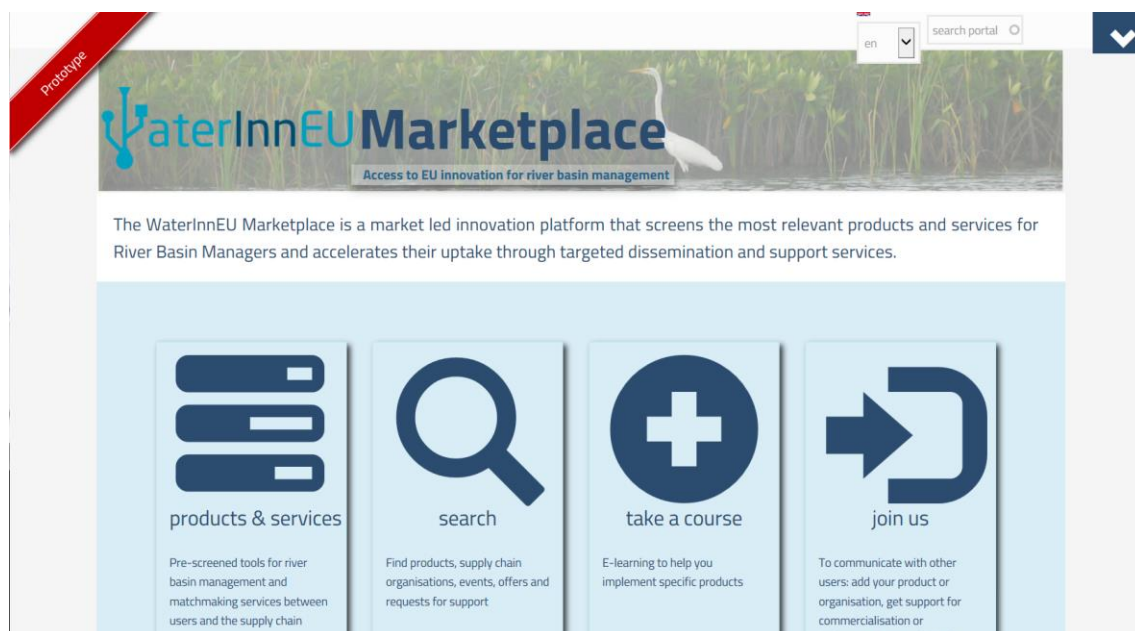 Prototype
en
search portal
WaterInnEU Marketplace
Access to EU innovation for river basin management
The WaterInnEU Marketplace is a market led innovation platform that screens the most relevant products and services for
River Basin Managers and accelerates their uptake through targeted dissemination and support services.
products & services
Pre-screened tools for river
basin management and
matchmaking services between
users and the supply chain
search
Find products, supply chain
organisations, events, offers and
requests for support
take a course
E-learning to help you
implement specific products
join us
To communicate with other
users: add your product or
organisation, get support for
commercialisation or